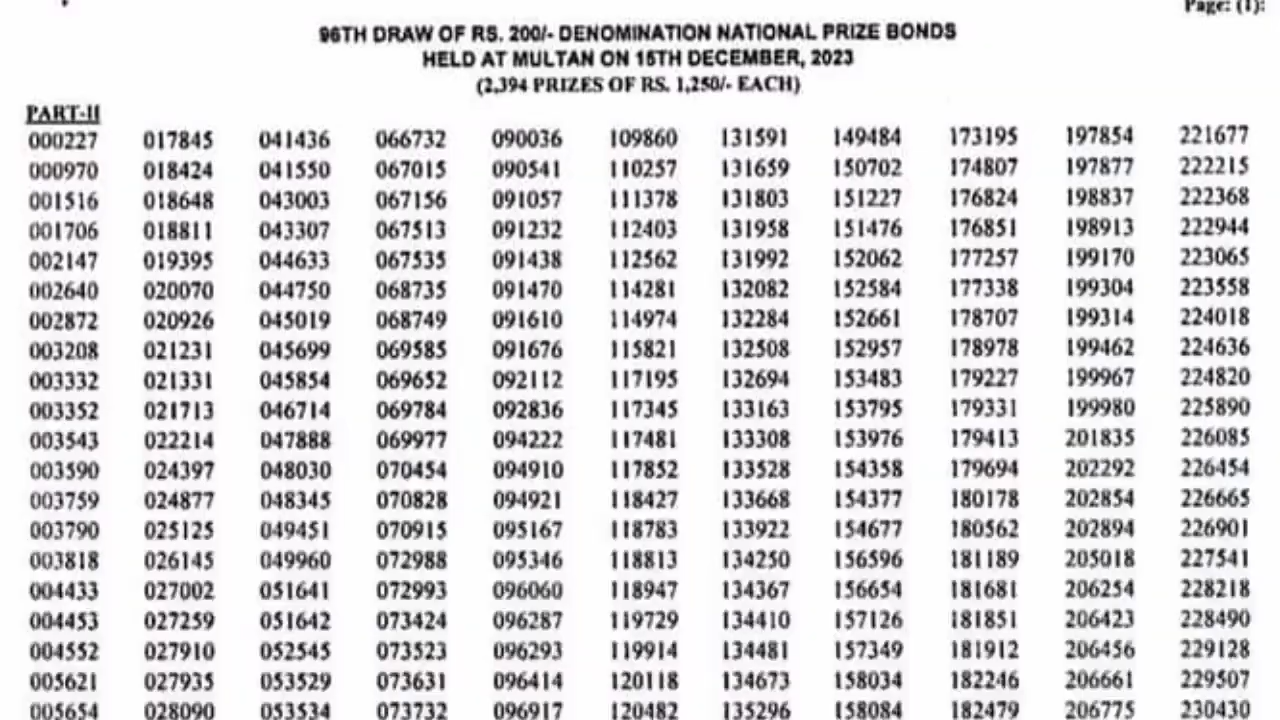 Page: (1):
96TH DRAW OF RS. 200/- DENOMINATION NATIONAL PRIZE BONDS
HELD AT MULTAN ON 15TH DECEMBER, 2023
(2,394 PRIZES OF RS. 1,250/- EACH)
PART-II
000227 017845 041436 066732 090036 109860 131591 149484 173195 197854 221677
000970 018424 041550 067015 090541 110257 131659 150702 174807 197877 222215
001516 018648 043003 067156 091057 111378 131803 151227 176824 198837 222368
001706 018811 043307 067513 091232 112403 131958 151476 176851 198913 222944
002147 019395 044633 067535 091438 112562 131992 152062 177257 199170 223065
002640 020070 044750 068735 091470 114281 132082 152584 177338 199304 223558
002872 020926 045019 068749 091610 114974 132284 152661 178707 199314 224018
003208 021231 045699 069585 091676 115821 132508 152957 178978 199462 224636
003332 021331 045854 069652 092112 117195 132694 153483 179227 199967 224820
003352 021713 046714 069784 092836 117345 133163 153795 179331 199980 225890
003543 022214 047888 069977 094222 117481 133308 153976 179413 201835 226085
003590 024397 048030 070454 094910 117852 133528 154358 179694 202292 226454
003759 024877 048345 070828 094921 118427 133668 154377 180178 202854 226665
003790 025125 049451 070915 095167 118783 133922 154677 180562 202894 226901
003818 026145 049960 072988 095346 118813 134250 156596 181189 205018 227541
004433 027002 051641 072993 096060 118947 134367 156654 181681 206254 228218
004453 027259 051642 073424 096287 119729 134410 157126 181851 206423 228490
004552 027910 052545 073523 096293 119914 134481 157349 181912 206456 229128
005621 027935 053529 073631 096414 120118 134673 158034 182246 206661 229507
005654 028090 053534 073732 096917 120482 135296 158084 182479 206775 230430